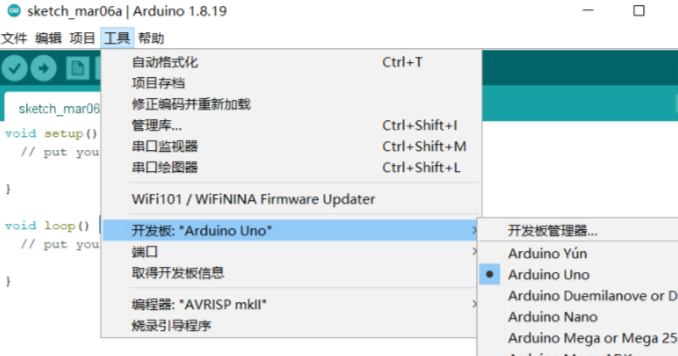 sketch_mar06a | Arduino 1.8.19
文件 编辑 项目 工具 帮助
自动格式化 Ctrl+T
项目存档
修正编码并重新加载
管理库... Ctrl+Shift+I
串口监视器 Ctrl+Shift+M
串口绘图器 Ctrl+Shift+L
WiFi101 / WiFiNINA Firmware Updater
开发板: "Arduino Uno"
端口
取得开发板信息
编程器: "AVRISP mkII"
烧录引导程序
sketch_mar06
void setup()
// put you
}
void loop()
// put you
}
开发板管理器...
Arduino Yún
Arduino Uno
Arduino Duemilanove or D
Arduino Nano
Arduino Mega or Mega 25